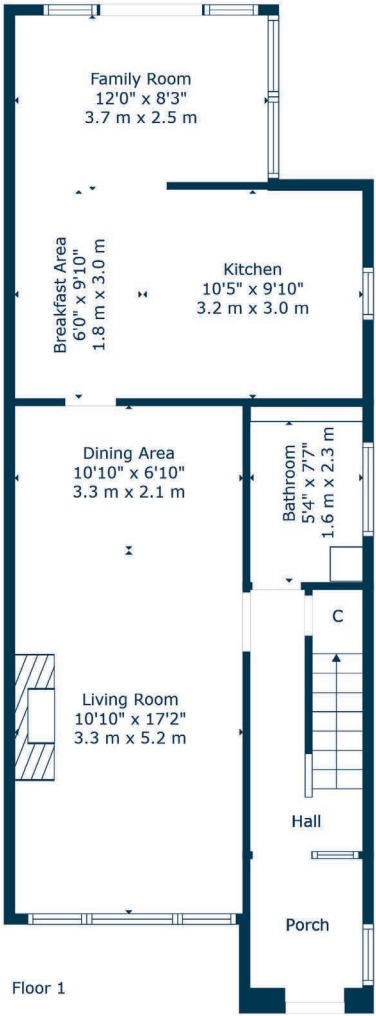 Family Room
12'0" x 8'3"
3.7 m x 2.5 m
Breakfast Area
6'0" x 9'10"
1.8 m x 3.0 m
Kitchen
10'5" x 9'10"
3.2 m x 3.0 m
Dining Area
10'10" x 6'10"
3.3 m x 2.1 m
Bathroom
5'4" x 7'7"
1.6 m x 2.3 m
C
Living Room
10'10" x 17'2"
3.3 m x 5.2 m
Hall
Porch
Floor 1